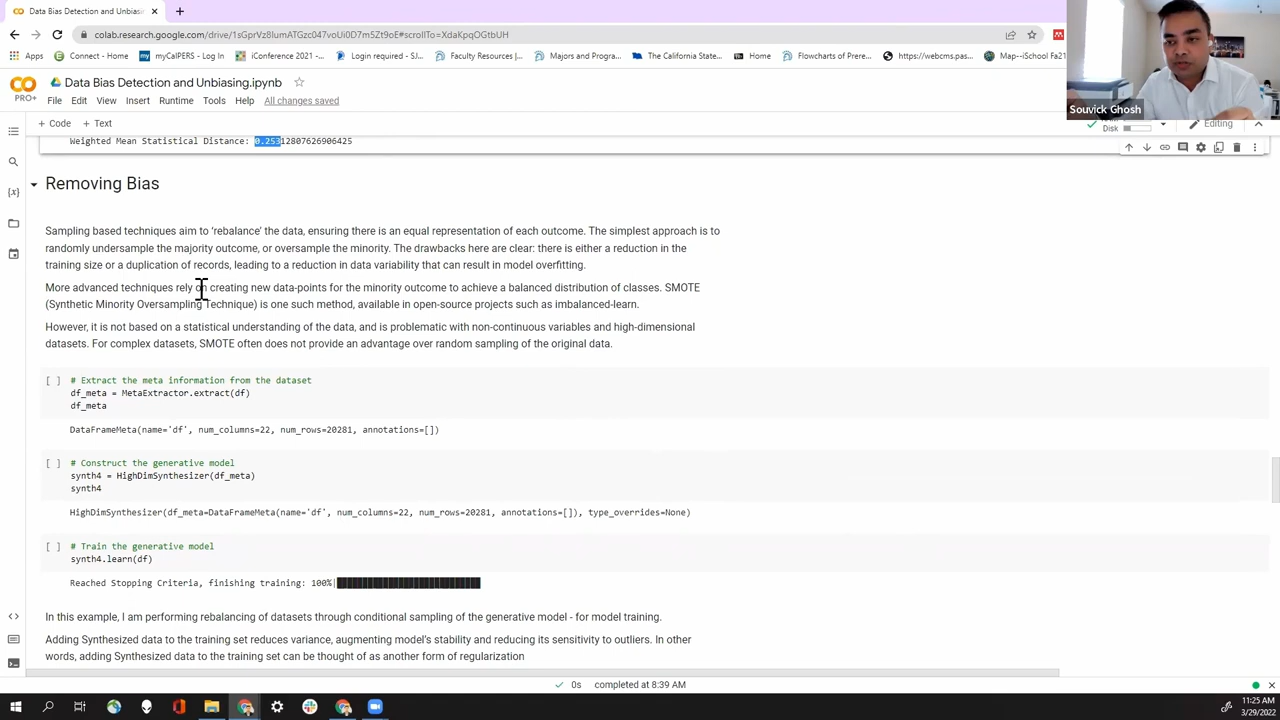 Data Bias Detection and Unbiasin
colab.research.google.com/drive/1sGprVz8lumATGzc047voUi0D7m5Zt9oE#scrollTo=XdaKpqOGtbUH
Apps
Connect - Home
myCalPERS - Log In
iConference 2021 -...
Login required - SJ...
Faculty Resources |...
Majors and Progra...
The California State...
Home
Flowcharts of Prere...
https://webcms.pas...
Map--iSchool Fa21
Souvick Ghosh
PRO+
Data Bias Detection and Unbiasing.ipynb
File Edit View Insert Runtime Tools Help All changes saved
+ Code + Text
Disk
Editing
Weighted Mean Statistical Distance: 0.25312807626906425
Removing Bias
Sampling based techniques aim to ‘rebalance’ the data, ensuring there is an equal representation of each outcome. The simplest approach is to
randomly undersample the majority outcome, or oversample the minority. The drawbacks here are clear: there is either a reduction in the
training size or a duplication of records, leading to a reduction in data variability that can result in model overfitting.
More advanced techniques rely on creating new data-points for the minority outcome to achieve a balanced distribution of classes. SMOTE
(Synthetic Minority Oversampling Technique) is one such method, available in open-source projects such as imbalanced-learn.
However, it is not based on a statistical understanding of the data, and is problematic with non-continuous variables and high-dimensional
datasets. For complex datasets, SMOTE often does not provide an advantage over random sampling of the original data.
[ ] # Extract the meta information from the dataset
df_meta = MetaExtractor.extract(df)
df_meta
DataFrameMeta(name='df', num_columns=22, num_rows=20281, annotations=[])
[ ] # Construct the generative model
synth4 = HighDimSynthesizer(df_meta)
synth4
HighDimSynthesizer(df_meta=DataFrameMeta(name='df', num_columns=22, num_rows=20281, annotations=[]), type_overrides=None)
[ ] # Train the generative model
synth4.learn(df)
Reached Stopping Criteria, finishing training: 100%|
In this example, I am performing rebalancing of datasets through conditional sampling of the generative model - for model training.
Adding Synthesized data to the training set reduces variance, augmenting model’s stability and reducing its sensitivity to outliers. In other
words, adding Synthesized data to the training set can be thought of as another form of regularization
0s completed at 8:39 AM
11:25 AM
3/29/2022